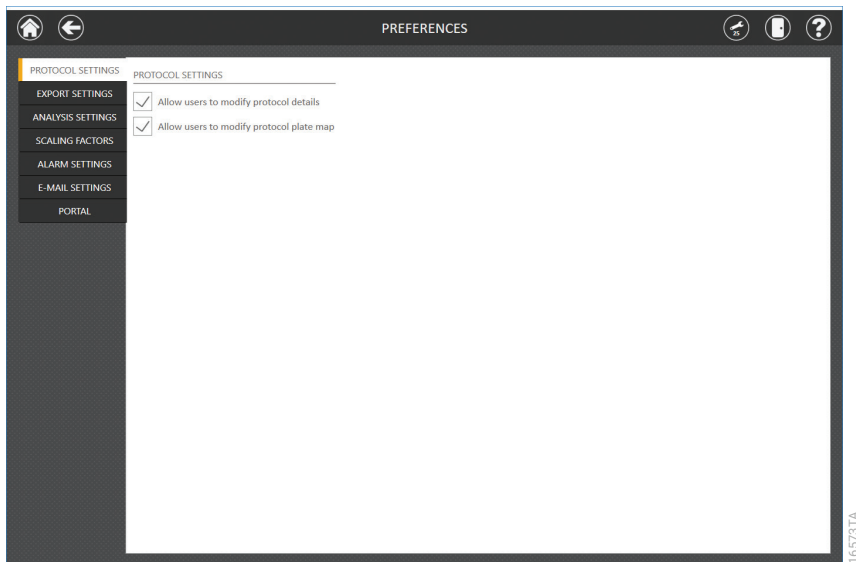 PREFERENCES
25
?
PROTOCOL SETTINGS
EXPORT SETTINGS
ANALYSIS SETTINGS
SCALING FACTORS
ALARM SETTINGS
E-MAIL SETTINGS
PORTAL
PROTOCOL SETTINGS
Allow users to modify protocol details
Allow users to modify protocol plate map
16573TA